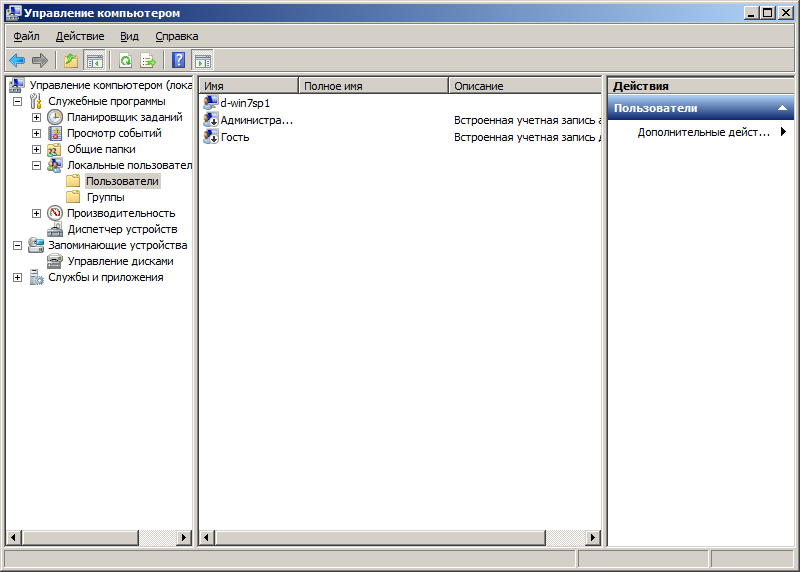 Управление компьютером
Файл Действие Вид Справка
Управление компьютером (лока
Служебные программы
Планировщик заданий
Просмотр событий
Общие папки
Локальные пользовател
Пользователи
Группы
Производительность
Диспетчер устройств
Запоминающие устройства
Управление дисками
Службы и приложения
Имя Полное имя Описание
d-win7sp1
Администра... Встроенная учетная запись а
Гость Встроенная учетная запись д
Действия
Пользователи
Дополнительные дейст...